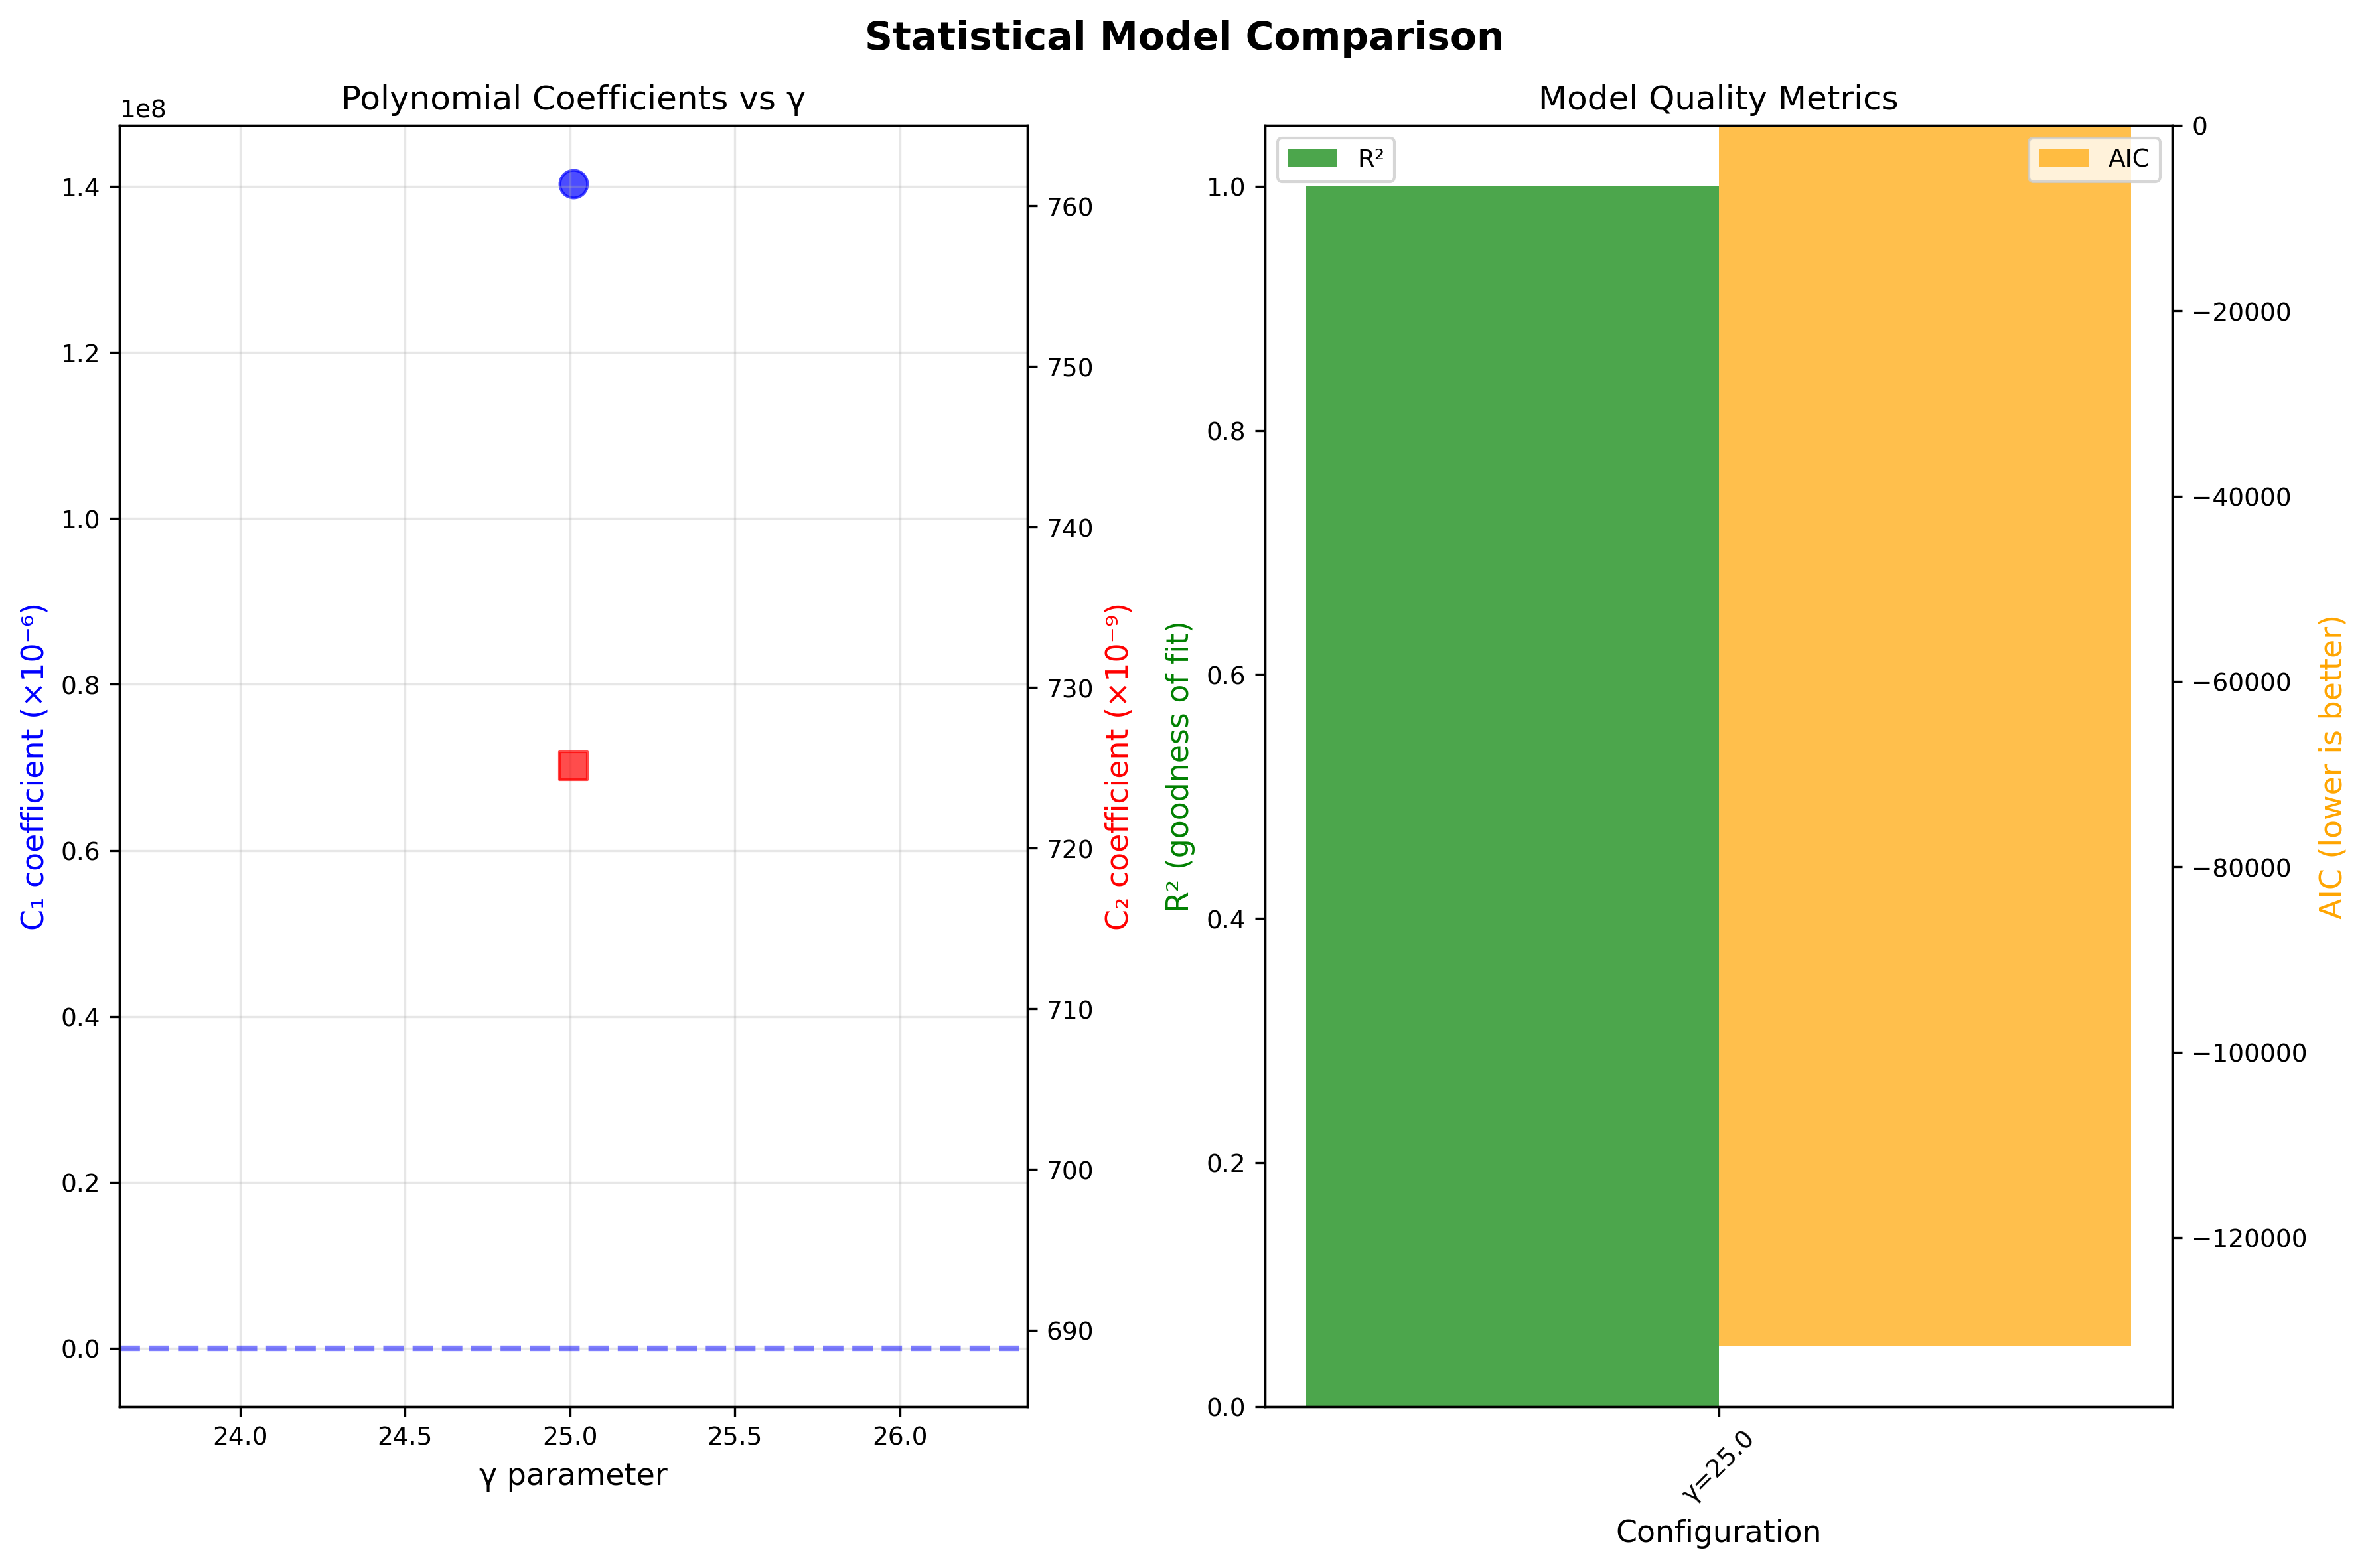 Statistical Model Comparison
Polynomial Coefficients vs γ
1e8
1.4
1.2
1.0
0.8
0.6
0.4
0.2
0.0
C₁ coefficient (×10⁻⁶)
24.0 24.5 25.0 25.5 26.0
γ parameter
760
750
740
730
720
710
700
690
C₂ coefficient (×10⁻⁹)
Model Quality Metrics
R²
AIC
1.0
0.8
0.6
0.4
0.2
0.0
R² (goodness of fit)
γ=25.0
Configuration
0
−20000
−40000
−60000
−80000
−100000
−120000
AIC (lower is better)